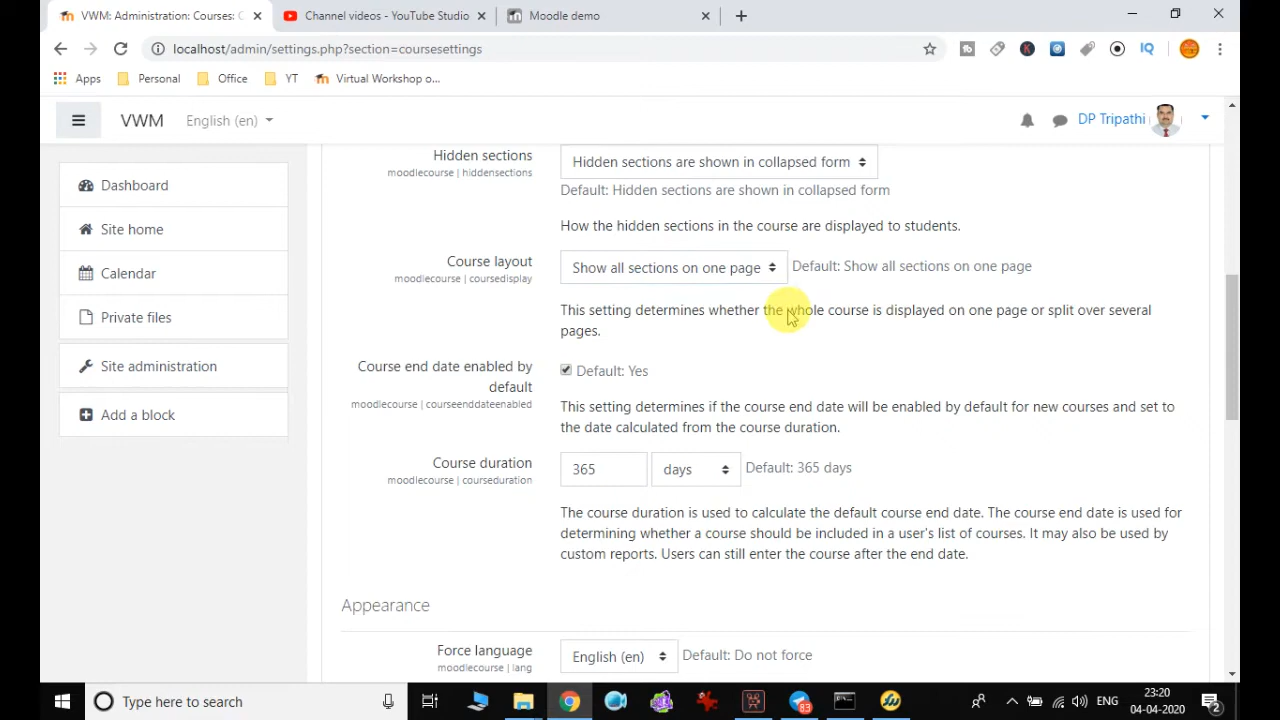 VWM: Administration: Courses: C
Channel videos - YouTube Studio
Moodle demo
localhost/admin/settings.php?section=coursesettings
IQ
Apps
Personal
Office
YT
Virtual Workshop o...
VWM
English (en)
DP Tripathi
Dashboard
Site home
Calendar
Private files
Site administration
Add a block
Hidden sections
moodlecourse | hiddensections
Hidden sections are shown in collapsed form
Default: Hidden sections are shown in collapsed form
How the hidden sections in the course are displayed to students.
Course layout
moodlecourse | coursedisplay
Show all sections on one page
Default: Show all sections on one page
This setting determines whether the whole course is displayed on one page or split over several
pages.
Course end date enabled by
default
moodlecourse | courseenddateenabled
Default: Yes
This setting determines if the course end date will be enabled by default for new courses and set to
the date calculated from the course duration.
Course duration
moodlecourse | courseduration
365
days
Default: 365 days
The course duration is used to calculate the default course end date. The course end date is used for
determining whether a course should be included in a user's list of courses. It may also be used by
custom reports. Users can still enter the course after the end date.
Appearance
Force language
moodlecourse | lang
English (en)
Default: Do not force
Type here to search
83
ENG
23:20
04-04-2020
2